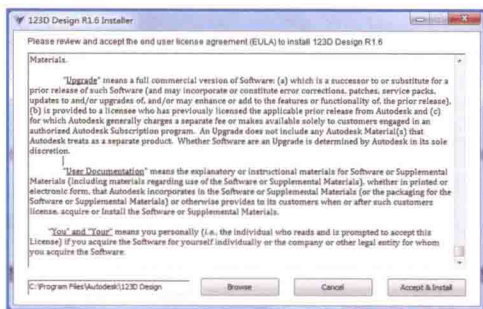 123D Design R1.6 Installer
Please review and accept the end user license agreement (EULA) to install 123D Design R1.6
Materials.
"Upgrade" means a full commercial version of Software: (a) which is a successor to or substitute for a
prior release of such Software (and may incorporate or constitute error corrections, patches, service packs,
updates to and/or upgrades of, and/or may enhance or add to the features or functionality of, the prior release),
(b) is provided to a licensee who has previously licensed the applicable prior release from Autodesk and (c)
for which Autodesk generally charges a separate fee or makes available solely to customers engaged in an
authorized Autodesk Subscription program. An Upgrade does not include any Autodesk Material(s) that
Autodesk treats as a separate product. Whether Software are an Upgrade is determined by Autodesk in its sole
discretion.
"User Documentation" means the explanatory or instructional materials for Software or Supplemental
Materials (including materials regarding use of the Software or Supplemental Materials), whether in printed or
electronic form, that Autodesk incorporates in the Software or Supplemental Materials (or the packaging for the
Software or Supplemental Materials) or otherwise provides to its customers when or after such customers
license, acquire or Install the Software or Supplemental Materials.
"You" and "Your" means you personally (i.e., the individual who reads and is prompted to accept this
License) if you acquire the Software for yourself individually or the company or other legal entity for whom
you acquire the Software.
C:\Program Files\Autodesk\123D Design
Browse
Cancel
Accept & Install